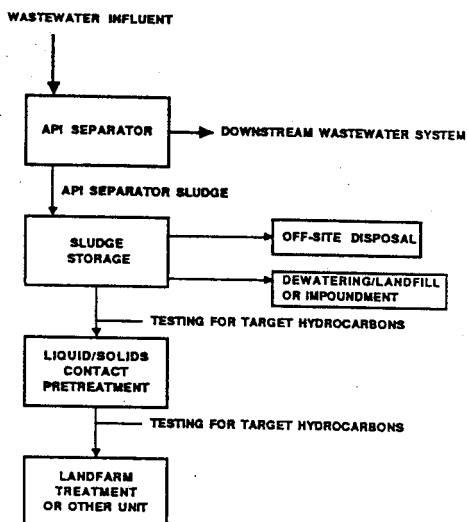 WASTEWATER INFLUENT
API SEPARATOR
DOWNSTREAM WASTEWATER SYSTEM
API SEPARATOR SLUDGE
SLUDGE
STORAGE
OFF-SITE DISPOSAL
DEWATERING/LANDFILL
OR IMPOUNDMENT
TESTING FOR TARGET HYDROCARBONS
LIQUID/SOLIDS
CONTACT
PRETREATMENT
TESTING FOR TARGET HYDROCARBONS
LANDFARM
TREATMENT
OR OTHER UNIT